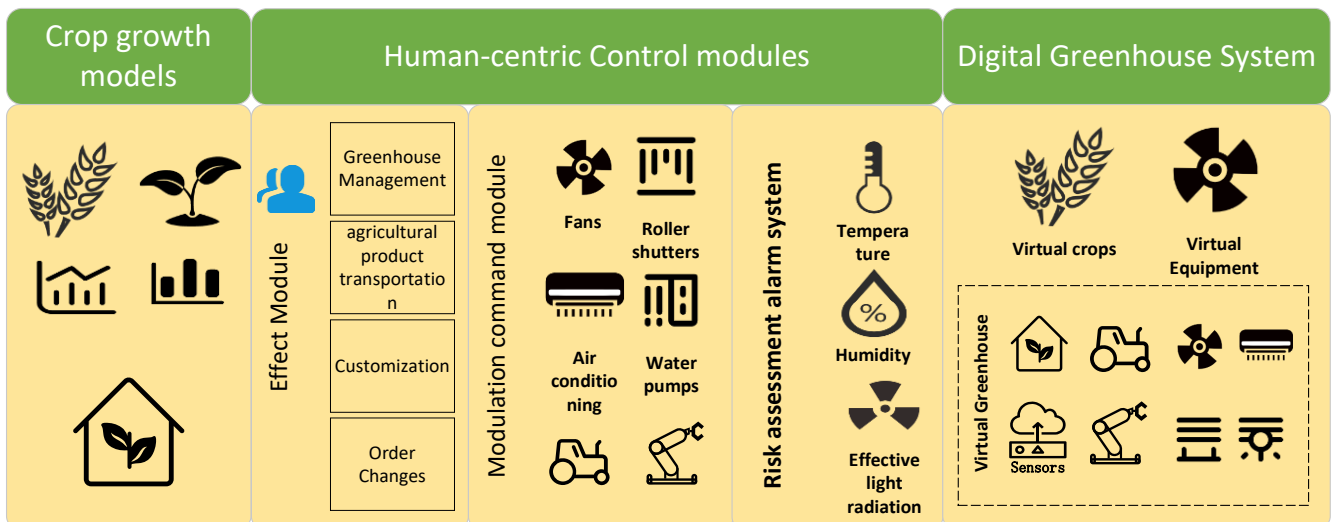 Crop growth
models
Human-centric Control modules
Digital Greenhouse System
Effect Module
Greenhouse
Management
agricultural
product
transportatio
n
Customization
Order
Changes
Modulation command module
Fans
Roller
shutters
Air
conditio
ning
Water
pumps
Risk assessment alarm system
Tempera
ture
%
Humidity
Effective
light
radiation
Virtual crops
Virtual
Equipment
Virtual Greenhouse
Sensors